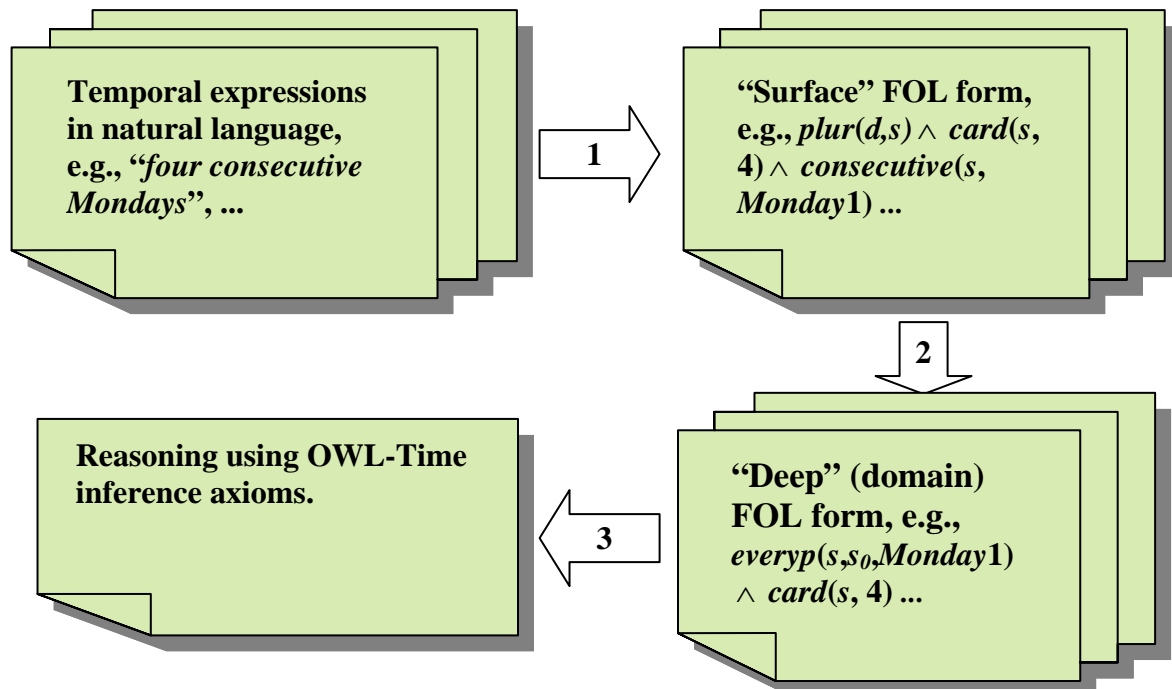 Temporal expressions
in natural language,
e.g., “four consecutive
Mondays”, ...
1
“Surface” FOL form,
e.g., plur(d,s) ∧ card(s,
4) ∧ consecutive(s,
Monday1) ...
2
“Deep” (domain)
FOL form, e.g.,
everyp(s,s₀,Monday1)
∧ card(s, 4) ...
3
Reasoning using OWL-Time
inference axioms.